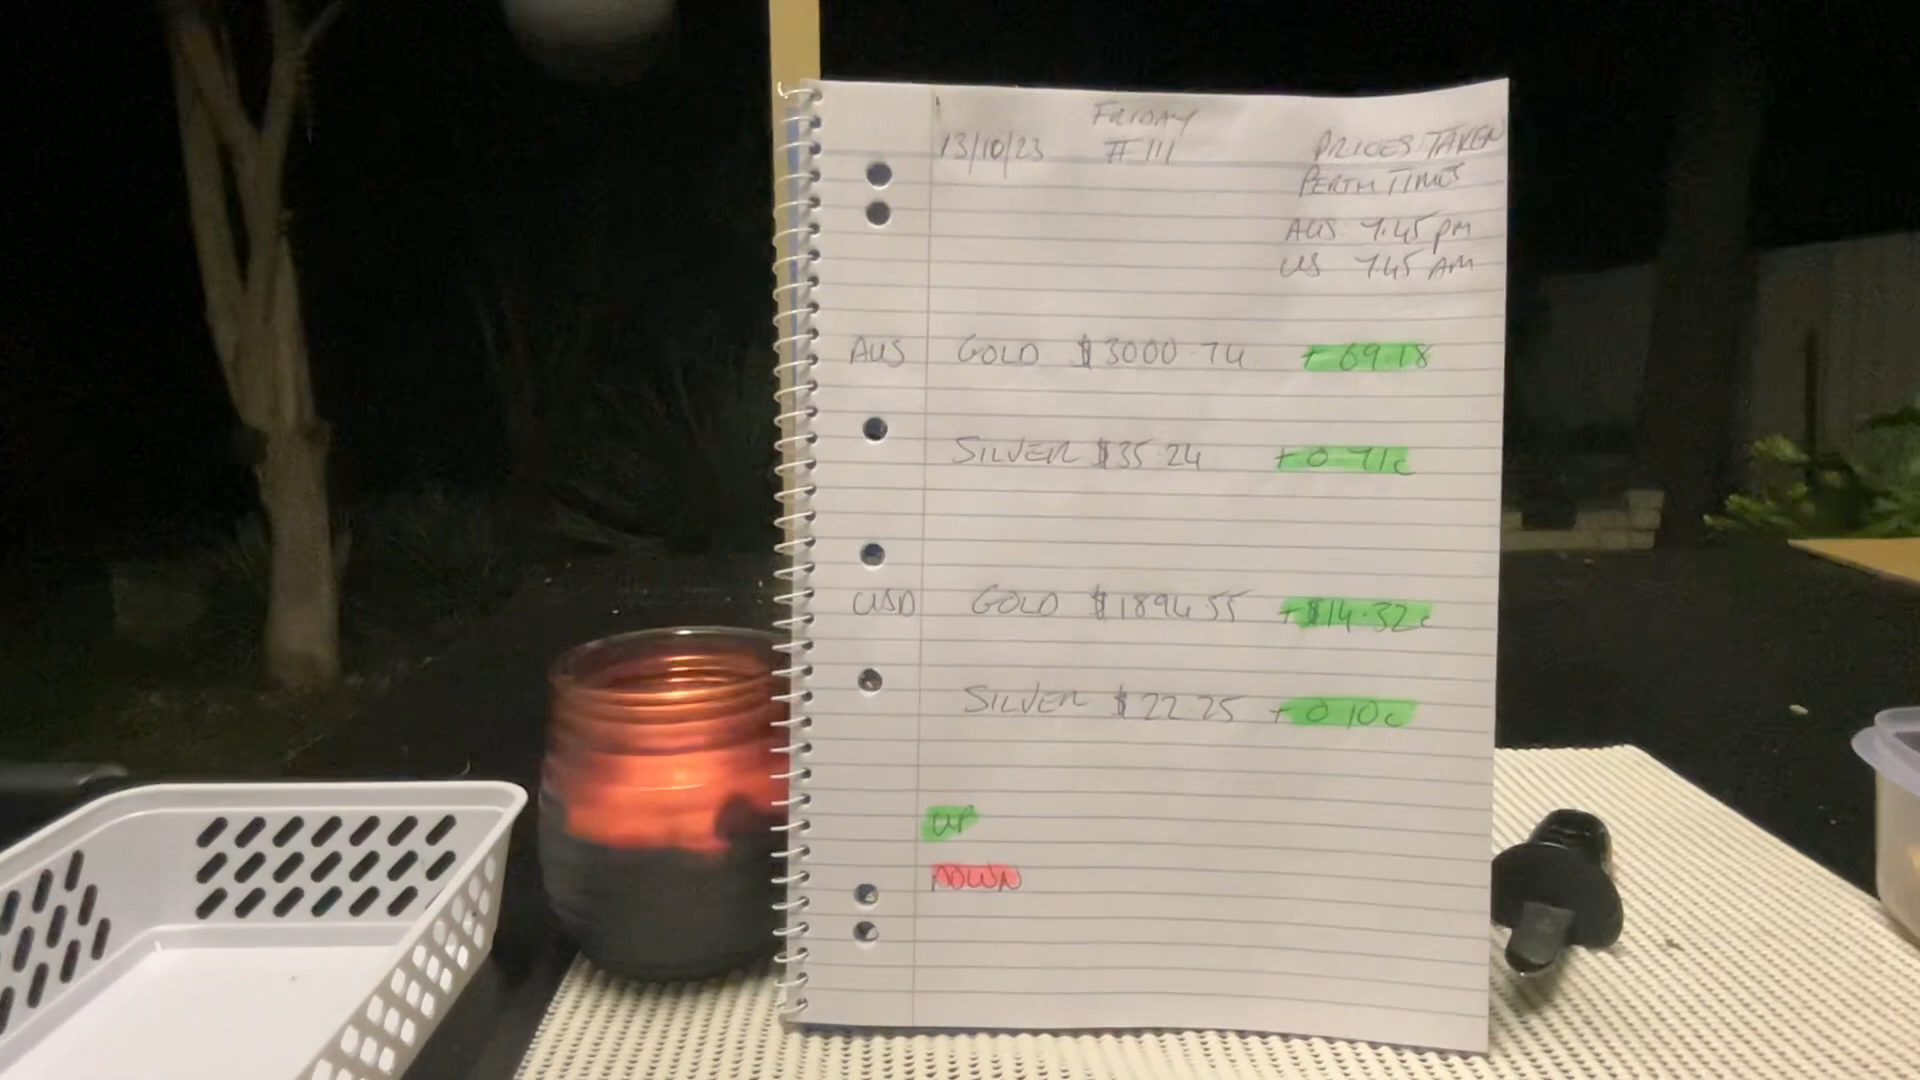 FRIDAY
13/10/23 #111
PRICES TAKEN
PERTH TIMES
AUS 7.45 PM
US 7.45 AM
AUS GOLD $3000.74 +69.18
SILVER $35.24 +0.71c
USD GOLD $1894.55 +$14.32c
SILVER $22.25 +0.10c
UP
DOWN